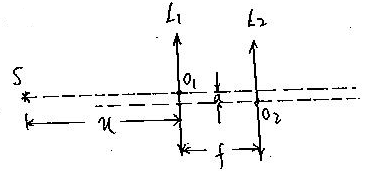 L₁ L₂
S O₁ d O₂
u f